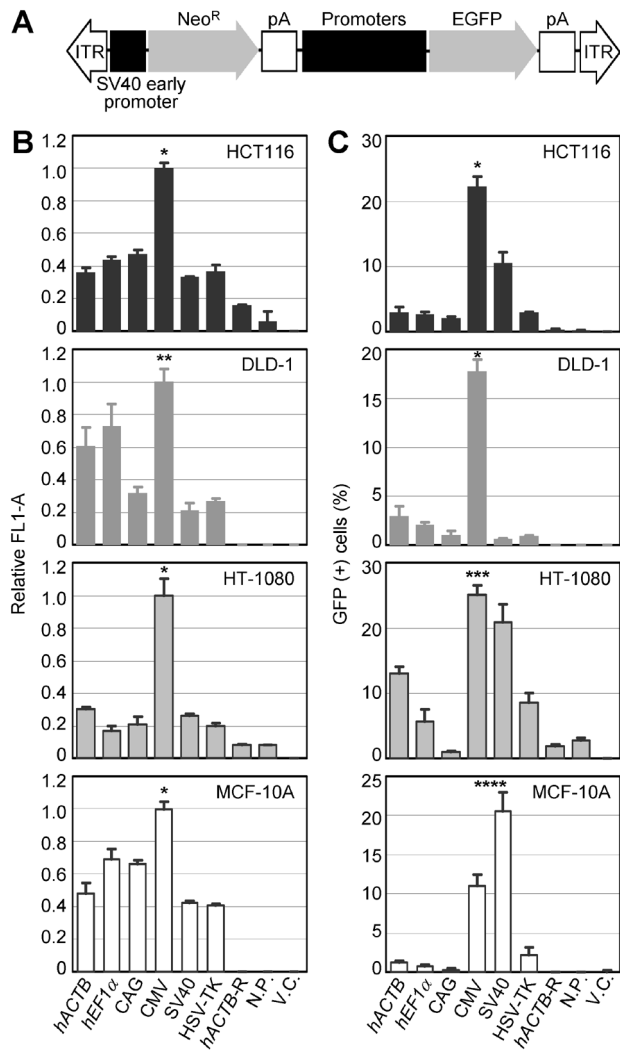 A
Neo^R
pA
Promoters
EGFP
pA
ITR
ITR
SV40 early
promoter
B
Relative FL1-A
1.2
1.0
0.8
0.6
0.4
0.2
0
*
HCT116
1.2
1.0
0.8
0.6
0.4
0.2
0
**
DLD-1
1.2
1.0
0.8
0.6
0.4
0.2
0
*
HT-1080
1.2
1.0
0.8
0.6
0.4
0.2
0
*
MCF-10A
hACTB
hEF1α
CAG
CMV
SV40
HSV-TK
hACTB-R
N.P.
V.C.
C
GFP (+) cells (%)
30
20
10
0
*
HCT116
20
15
10
5
0
*
DLD-1
30
20
10
0
***
HT-1080
25
20
15
10
5
0
****
MCF-10A
hACTB
hEF1α
CAG
CMV
SV40
HSV-TK
hACTB-R
N.P.
V.C.